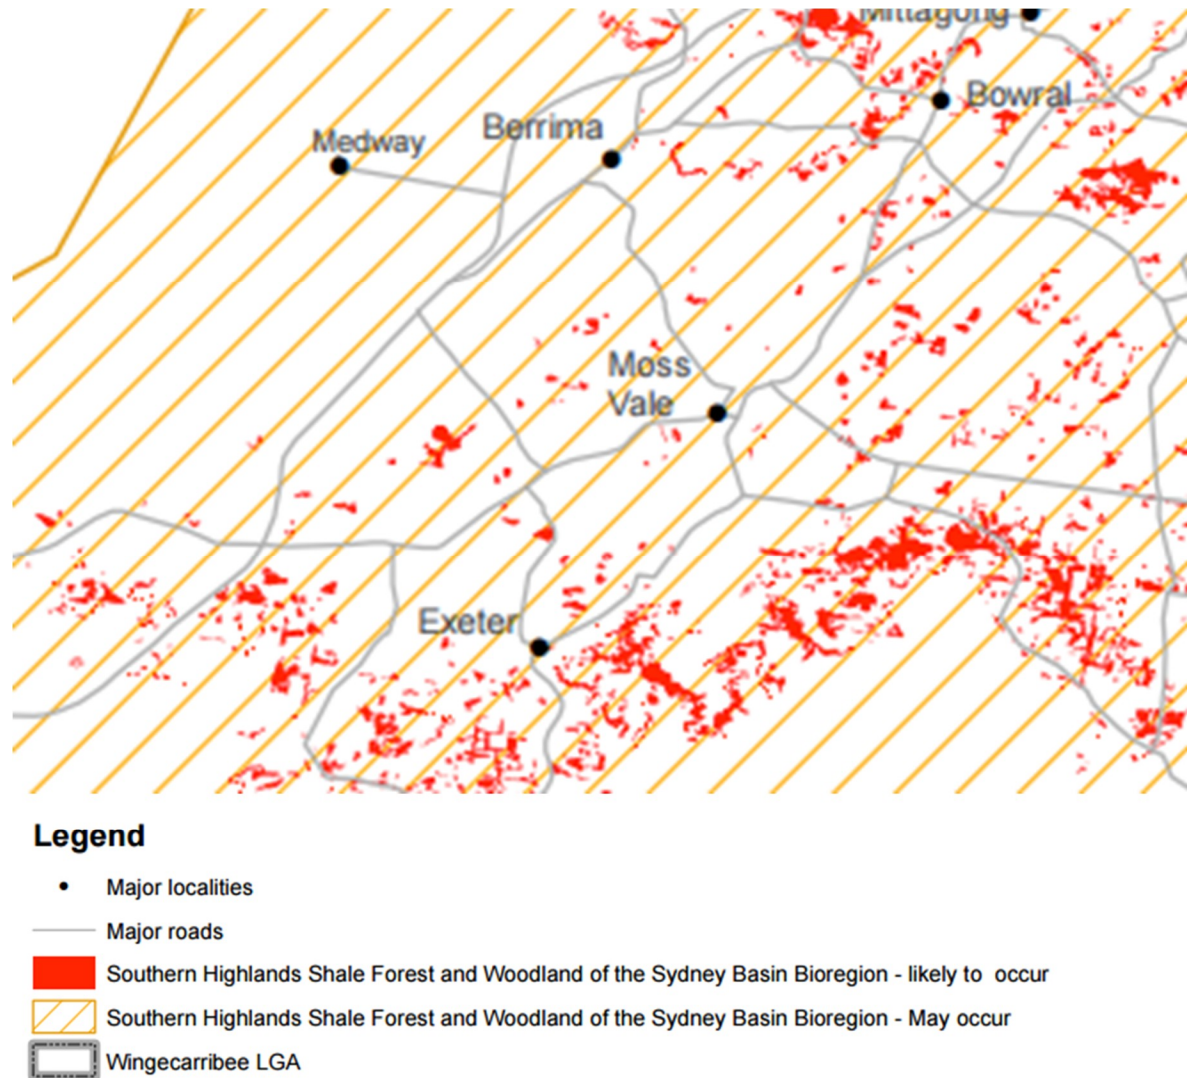 Mittagong
Bowral
Berrima
Medway
Moss
Vale
Exeter
Legend
Major localities
Major roads
Southern Highlands Shale Forest and Woodland of the Sydney Basin Bioregion - likely to occur
Southern Highlands Shale Forest and Woodland of the Sydney Basin Bioregion - May occur
Wingecarribee LGA